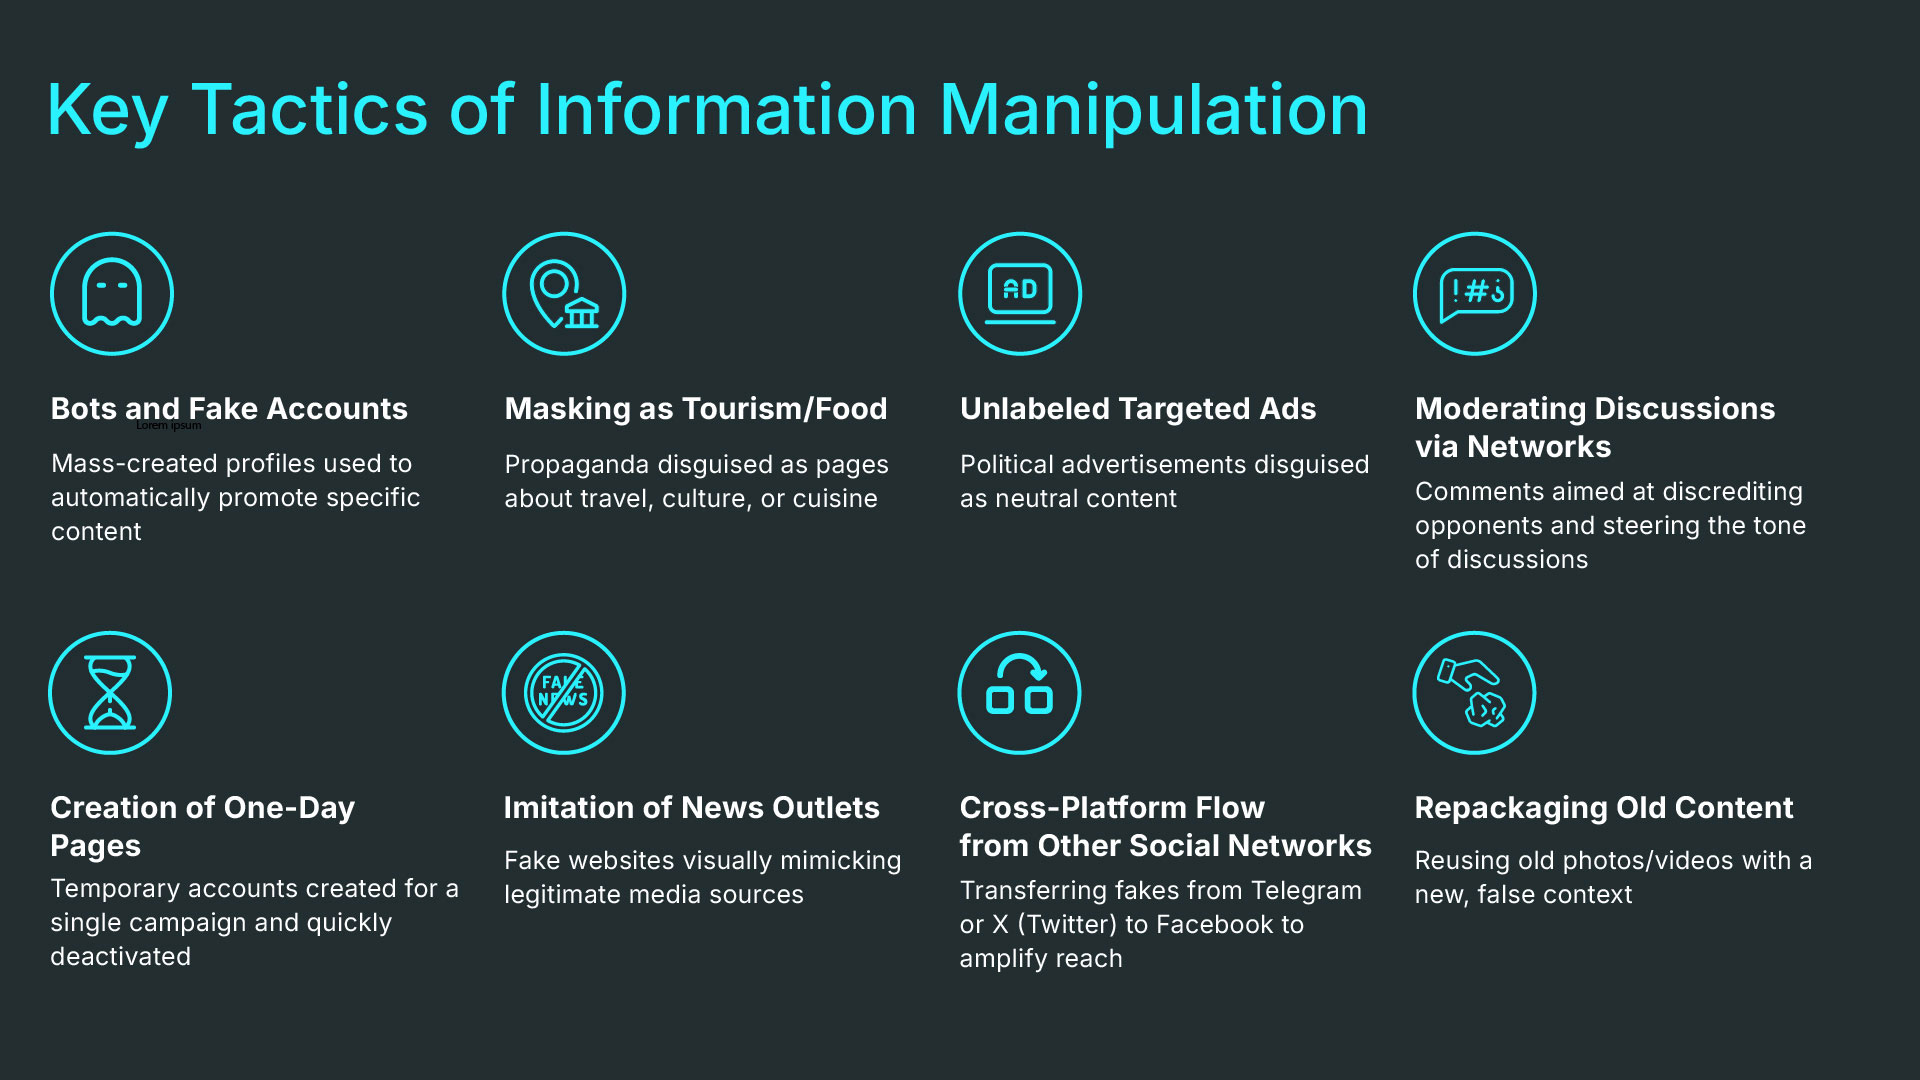 Key Tactics of Information Manipulation
AD
!#¿
Bots and Fake Accounts
Lorem ipsum
Mass-created profiles used to
automatically promote specific
content
Masking as Tourism/Food
Propaganda disguised as pages
about travel, culture, or cuisine
Unlabeled Targeted Ads
Political advertisements disguised
as neutral content
Moderating Discussions
via Networks
Comments aimed at discrediting
opponents and steering the tone
of discussions
FAKE
NEWS
Creation of One-Day
Pages
Temporary accounts created for a
single campaign and quickly
deactivated
Imitation of News Outlets
Fake websites visually mimicking
legitimate media sources
Cross-Platform Flow
from Other Social Networks
Transferring fakes from Telegram
or X (Twitter) to Facebook to
amplify reach
Repackaging Old Content
Reusing old photos/videos with a
new, false context